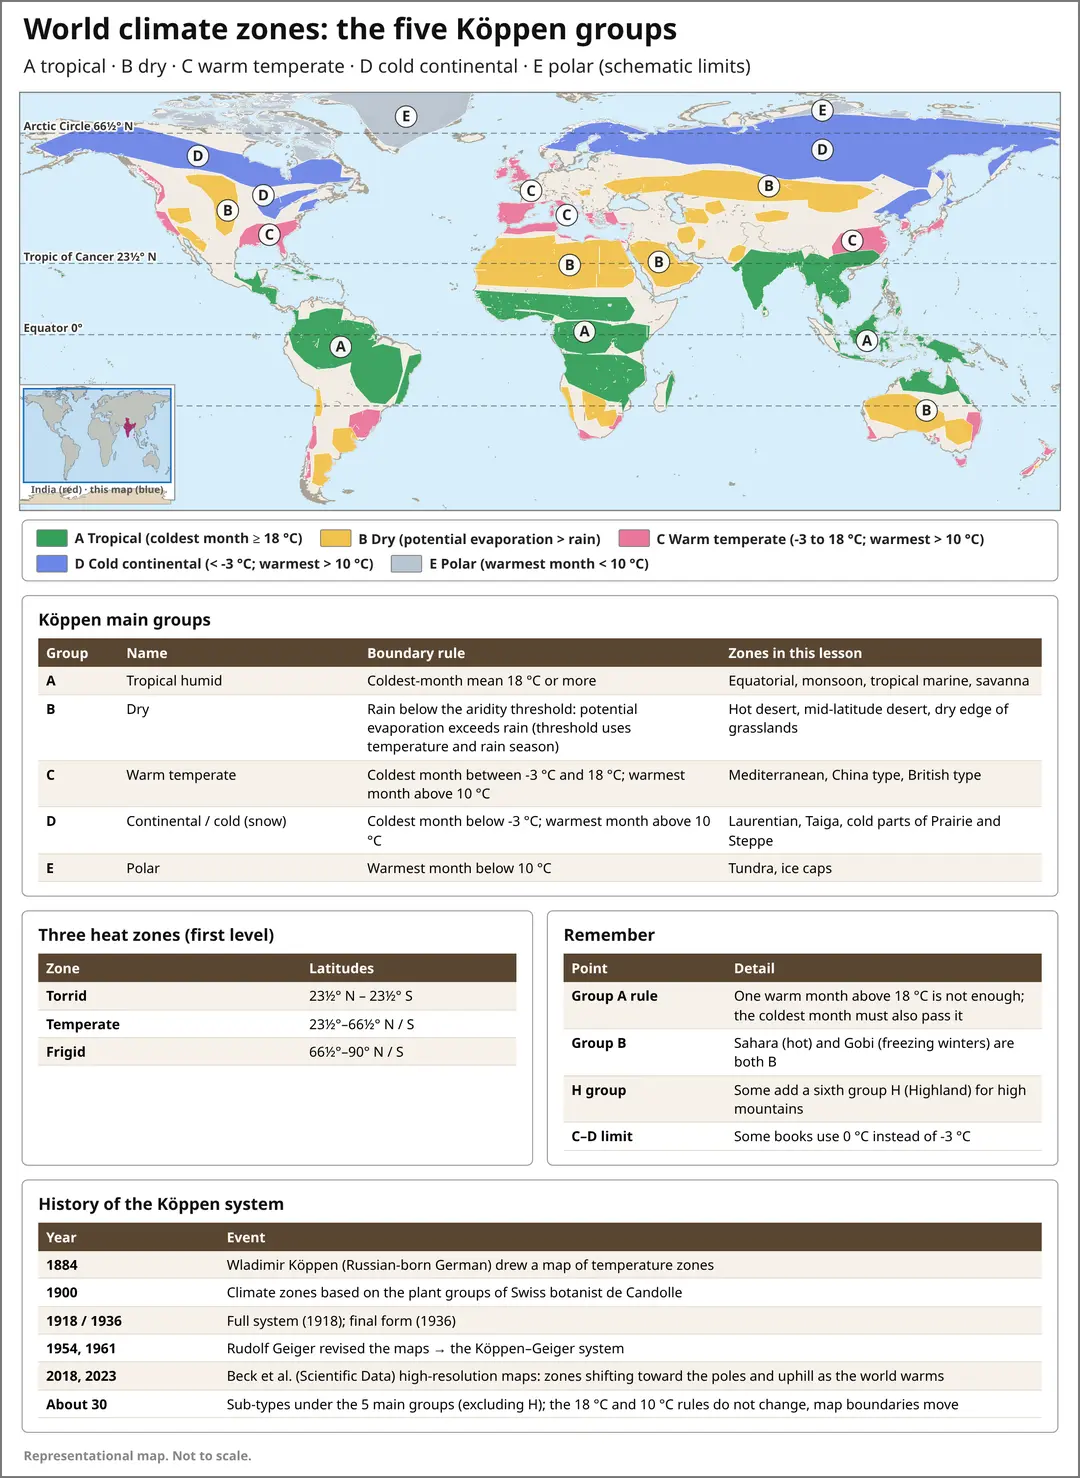 World climate zones: the five Köppen groups
A tropical · B dry · C warm temperate · D cold continental · E polar (schematic limits)
E
E
Arctic Circle 66½° N
D
D
D
B
B
C
C
C
C
Tropic of Cancer 23½° N
B
B
Equator 0°
A
A
A
B
India (red) · this map (blue)
A Tropical (coldest month ≥ 18 °C)
B Dry (potential evaporation > rain)
C Warm temperate (-3 to 18 °C; warmest > 10 °C)
D Cold continental (< -3 °C; warmest > 10 °C)
E Polar (warmest month < 10 °C)
Köppen main groups
Group Name Boundary rule Zones in this lesson
A Tropical humid Coldest-month mean 18 °C or more Equatorial, monsoon, tropical marine, savanna
B Dry Rain below the aridity threshold: potential Hot desert, mid-latitude desert, dry edge of
evaporation exceeds rain (threshold uses grasslands
temperature and rain season)
C Warm temperate Coldest month between -3 °C and 18 °C; warmest Mediterranean, China type, British type
month above 10 °C
D Continental / cold (snow) Coldest month below -3 °C; warmest month above 10 Laurentian, Taiga, cold parts of Prairie and
°C Steppe
E Polar Warmest month below 10 °C Tundra, ice caps
Three heat zones (first level)
Zone Latitudes
Torrid 23½° N – 23½° S
Temperate 23½°–66½° N / S
Frigid 66½°–90° N / S
Remember
Point Detail
Group A rule One warm month above 18 °C is not enough;
the coldest month must also pass it
Group B Sahara (hot) and Gobi (freezing winters) are
both B
H group Some add a sixth group H (Highland) for high
mountains
C–D limit Some books use 0 °C instead of -3 °C
History of the Köppen system
Year Event
1884 Wladimir Köppen (Russian-born German) drew a map of temperature zones
1900 Climate zones based on the plant groups of Swiss botanist de Candolle
1918 / 1936 Full system (1918); final form (1936)
1954, 1961 Rudolf Geiger revised the maps → the Köppen–Geiger system
2018, 2023 Beck et al. (Scientific Data) high-resolution maps: zones shifting toward the poles and uphill as the world warms
About 30 Sub-types under the 5 main groups (excluding H); the 18 °C and 10 °C rules do not change, map boundaries move
Representational map. Not to scale.